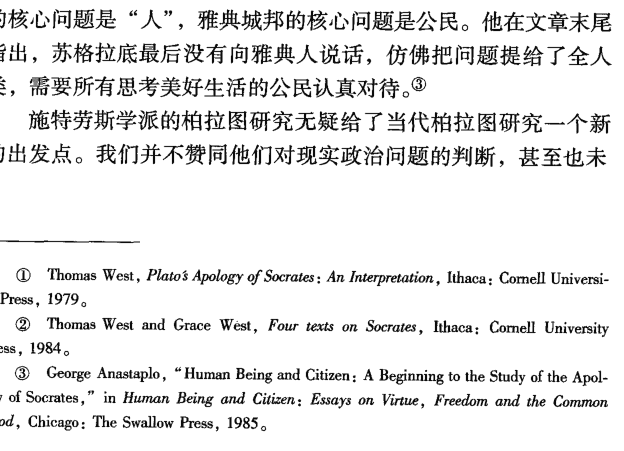 的核心问题是“人”，雅典城邦的核心问题是公民。他在文章末尾
指出，苏格拉底最后没有向雅典人说话，仿佛把问题提给了全人
类，需要所有思考美好生活的公民认真对待。③
施特劳斯学派的柏拉图研究无疑给了当代柏拉图研究一个新
的出发点。我们并不赞同他们对现实政治问题的判断，甚至也未
① Thomas West, Plato's Apology of Socrates: An Interpretation, Ithaca: Cornell Universi-
Press, 1979。
② Thomas West and Grace West, Four texts on Socrates, Ithaca: Cornell University
ess, 1984。
③ George Anastaplo, “Human Being and Citizen: A Beginning to the Study of the Apol-
y of Socrates,” in Human Being and Citizen: Essays on Virtue, Freedom and the Common
od, Chicago: The Swallow Press, 1985。